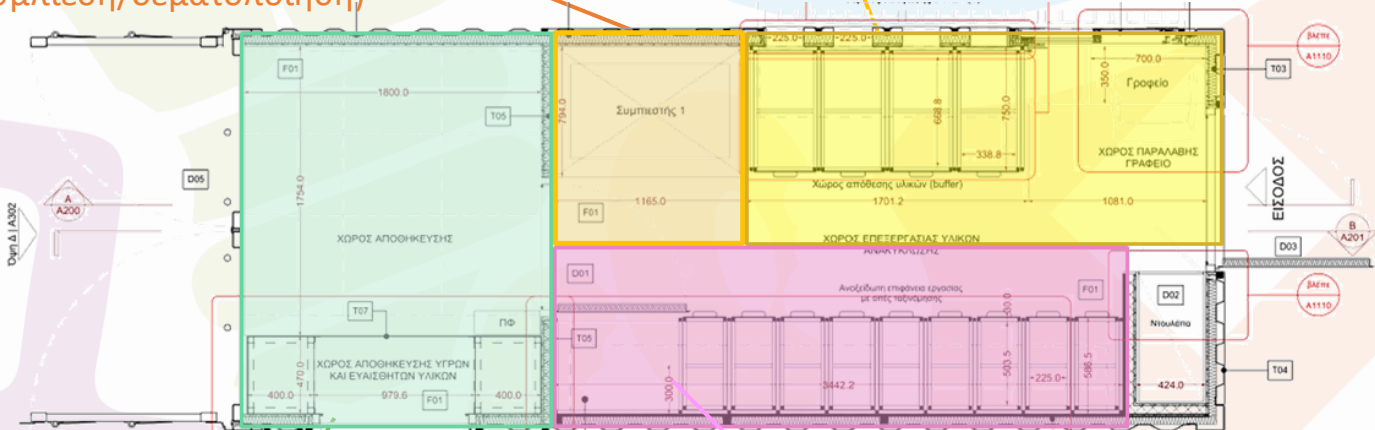 F01
1800.0
T05
1754.0
ΧΩΡΟΣ ΑΠΟΘΗΚΕΥΣΗΣ
T07
ΠΦ
ΧΩΡΟΣ ΑΠΟΘΗΚΕΥΣΗΣ ΥΓΡΩΝ
ΚΑΙ ΕΥΑΙΣΘΗΤΩΝ ΥΛΙΚΩΝ
470.0
400.0
979.6
F01
400.0
D05
A
A200
Όψη Δ | A302
794.0
Συμπιεστής 1
1165.0
F01
225.0
225.0
668.8
750.0
338.8
Χώρος απόθεσης υλικών (buffer)
1701.2
1081.0
350.0
700.0
Γραφείο
ΧΩΡΟΣ ΠΑΡΑΛΑΒΗΣ
ΓΡΑΦΕΙΟ
ΧΩΡΟΣ ΕΠΕΞΕΡΓΑΣΙΑΣ ΥΛΙΚΩΝ
ΑΝΑΚΥΚΛΩΣΗΣ
D01
Ανοξείδωτη επιφάνεια εργασίας
με οπές ταξινόμησης
F01
T05
300.0
3442.2
503.5
225.0
586.5
D02
Ντουλάπα
424.0
βλέπε
A1110
T03
ΕΙΣΟΔΟΣ
B
A201
D03
βλέπε
A1110
T04